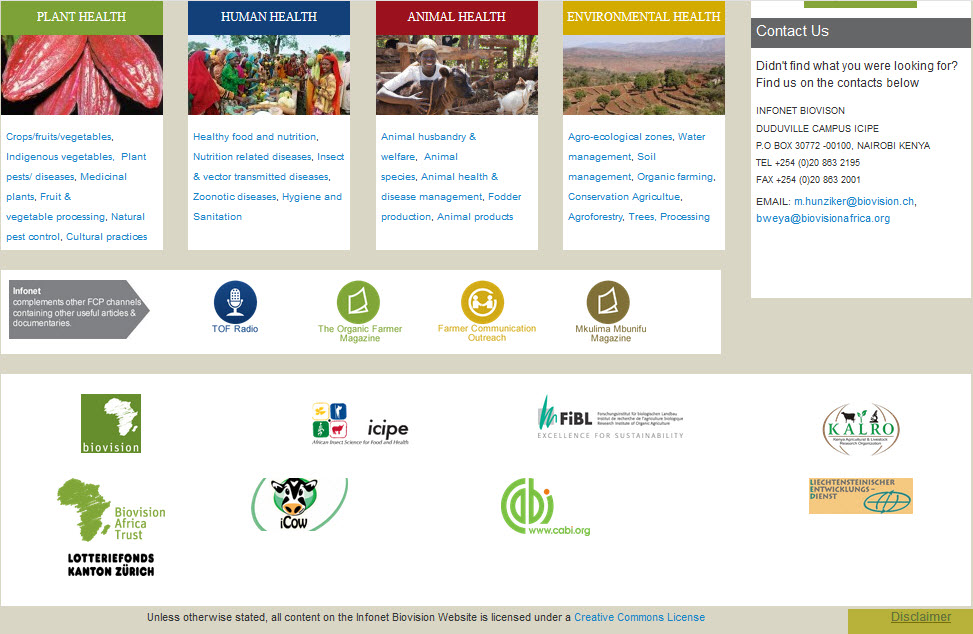 PLANT HEALTH
Crops/fruits/vegetables,
Indigenous vegetables, Plant
pests/ diseases, Medicinal
plants, Fruit &
vegetable processing, Natural
pest control, Cultural practices
HUMAN HEALTH
Healthy food and nutrition,
Nutrition related diseases, Insect
& vector transmitted diseases,
Zoonotic diseases, Hygiene and
Sanitation
ANIMAL HEALTH
Animal husbandry &
welfare, Animal
species, Animal health &
disease management, Fodder
production, Animal products
ENVIRONMENTAL HEALTH
Agro-ecological zones, Water
management, Soil
management, Organic farming,
Conservation Agricultue,
Agroforestry, Trees, Processing
Contact Us
Didn't find what you were looking for?
Find us on the contacts below
INFONET BIOVISON
DUDUVILLE CAMPUS ICIPE
P.O BOX 30772 -00100, NAIROBI KENYA
TEL +254 (0)20 863 2195
FAX +254 (0)20 863 2001
EMAIL: m.hunziker@biovision.ch,
bweya@biovisionafrica.org
Infonet
complements other FCP channels
containing other useful articles &
documentaries.
TOF Radio
The Organic Farmer
Magazine
Farmer Communication
Outreach
Mkulima Mbunifu
Magazine
biovision
icipe
African Insect Science for Food and Health
FiBL
Forschungsinstitut für biologischen Landbau
Institut de recherche de l'agriculture biologique
Research Institute of Organic Agriculture
EXCELLENCE FOR SUSTAINABILITY
KALRO
Kenya Agricultural & Livestock
Research Organization
Biovision
Africa
Trust
LOTTERIEFONDS
KANTON ZÜRICH
iCow
cabi
www.cabi.org
LIECHTENSTEINISCHER
ENTWICKLUNGS-
DIENST
Unless otherwise stated, all content on the Infonet Biovision Website is licensed under a Creative Commons License
Disclaimer